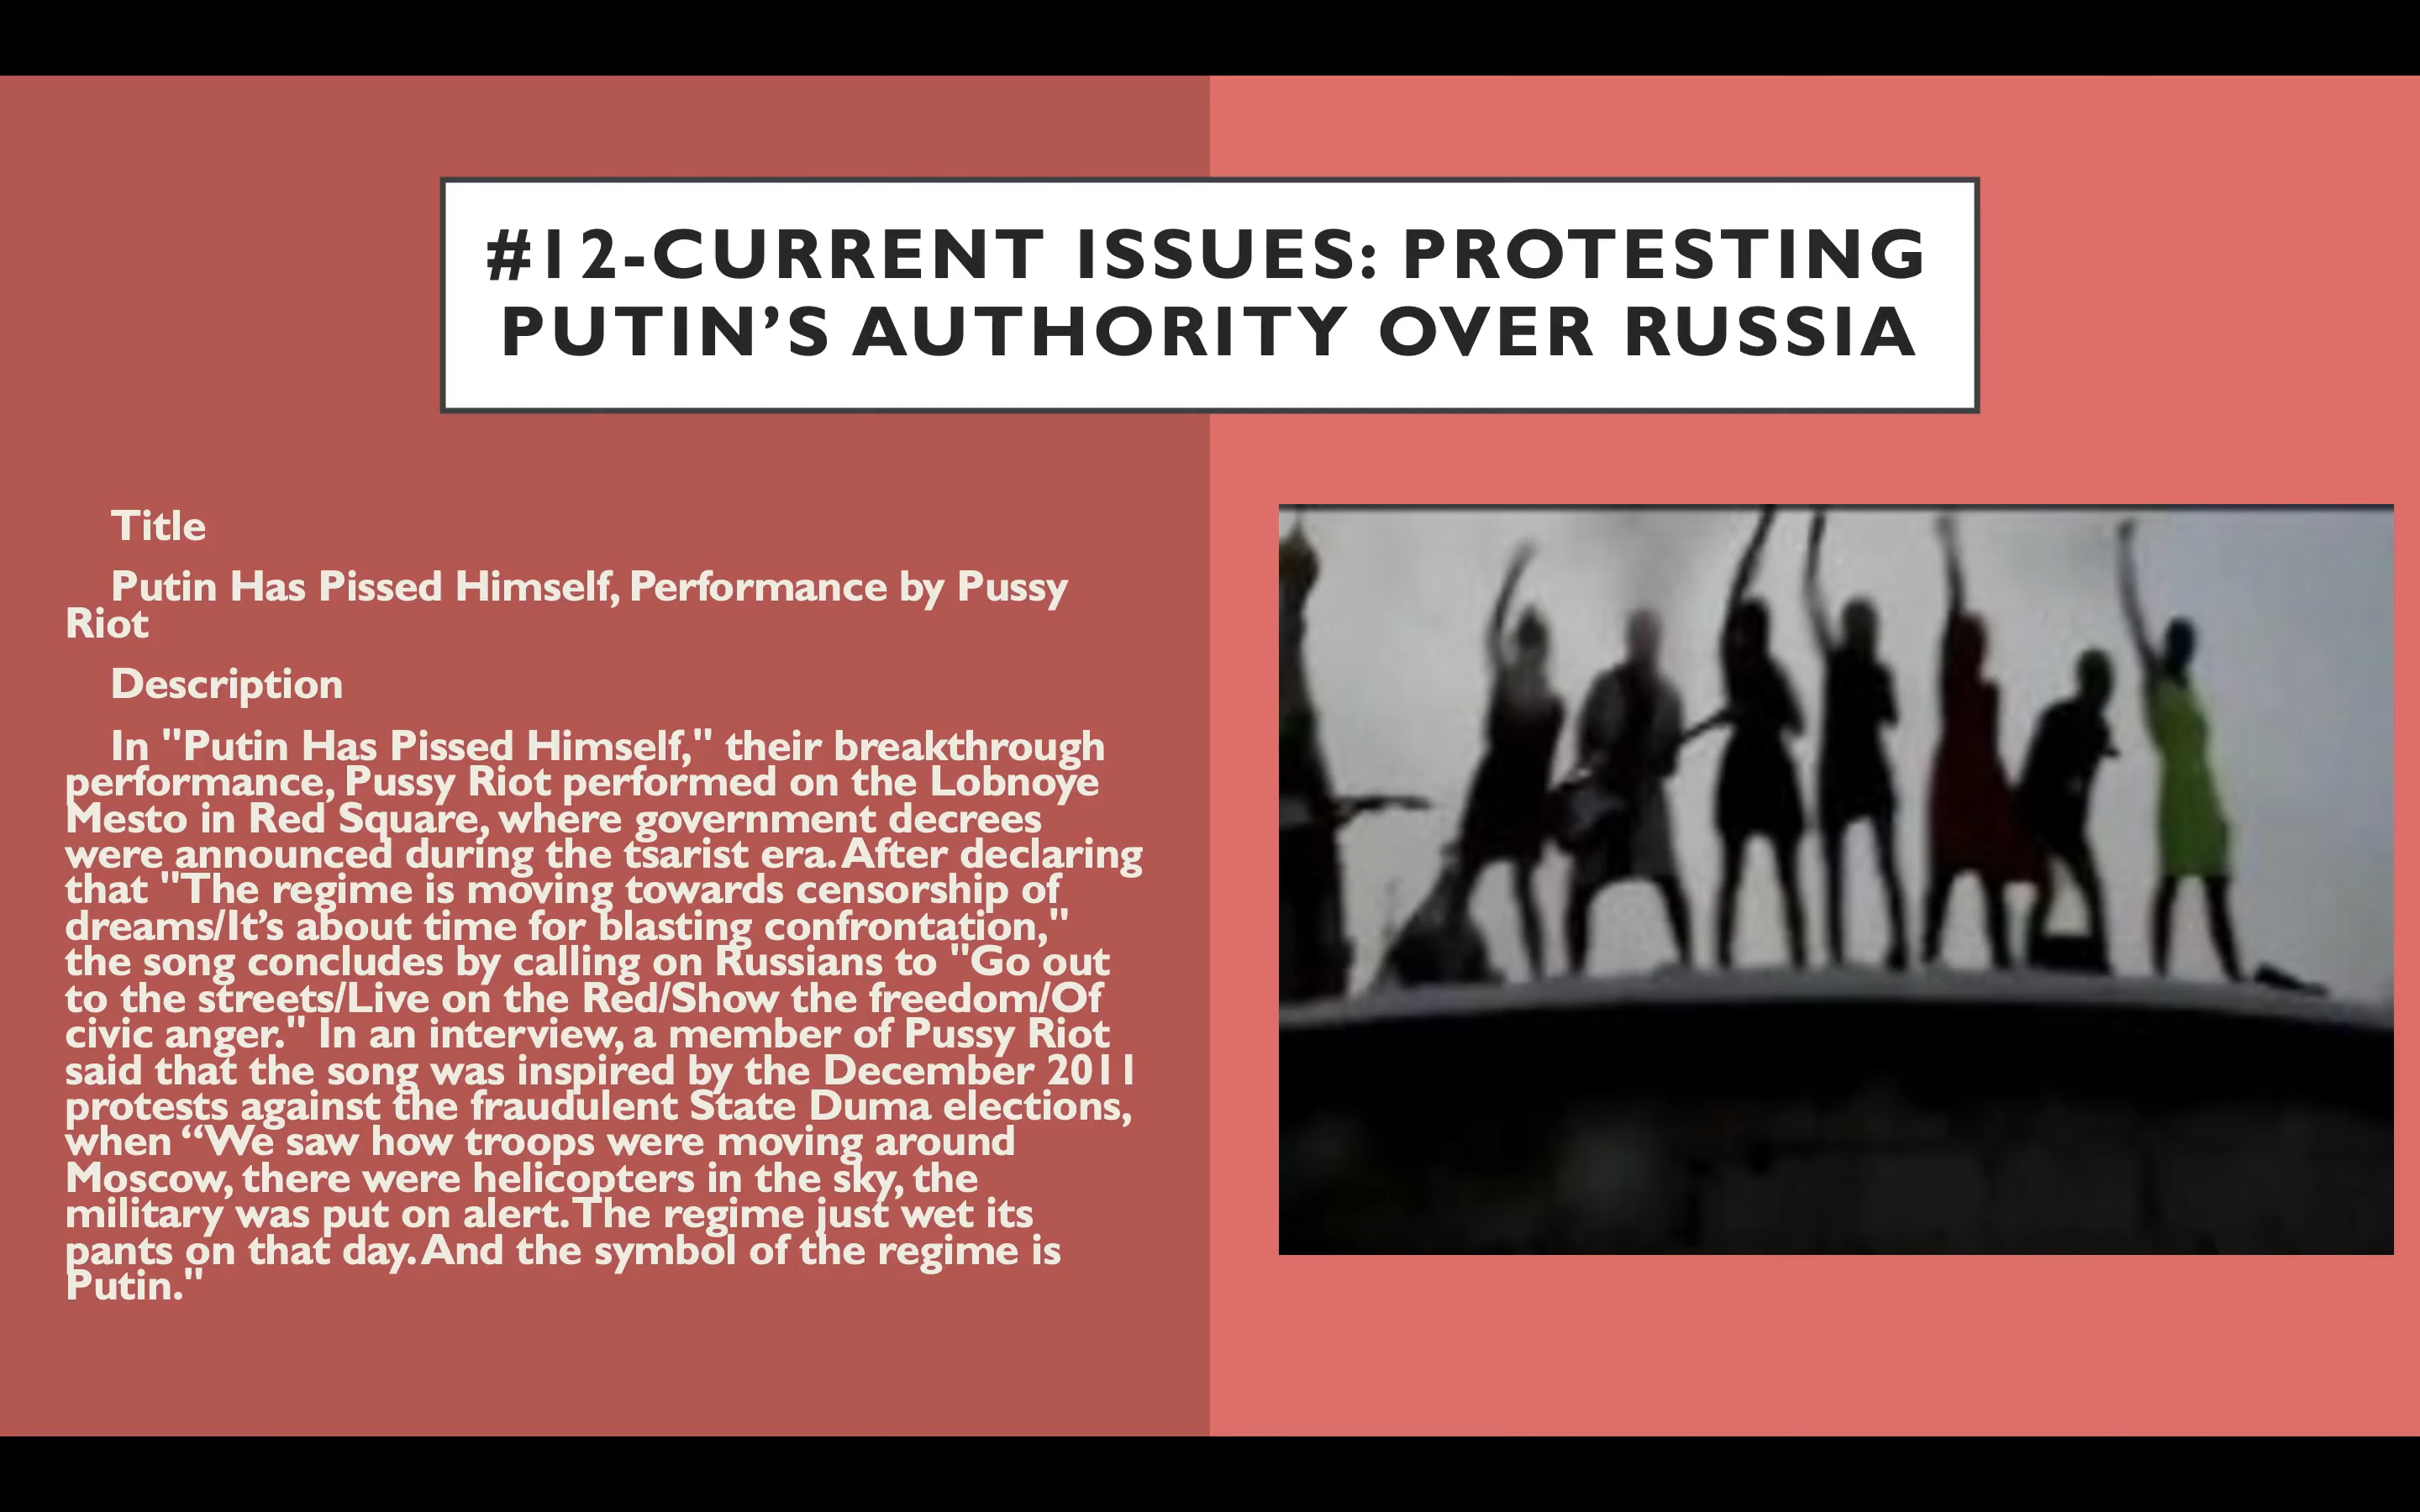 #12-CURRENT ISSUES: PROTESTING
PUTIN’S AUTHORITY OVER RUSSIA
Title
Putin Has Pissed Himself, Performance by Pussy
Riot
Description
In "Putin Has Pissed Himself," their breakthrough
performance, Pussy Riot performed on the Lobnoye
Mesto in Red Square, where government decrees
were announced during the tsarist era. After declaring
that "The regime is moving towards censorship of
dreams/It’s about time for blasting confrontation,"
the song concludes by calling on Russians to "Go out
to the streets/Live on the Red/Show the freedom/Of
civic anger." In an interview, a member of Pussy Riot
said that the song was inspired by the December 2011
protests against the fraudulent State Duma elections,
when “We saw how troops were moving around
Moscow, there were helicopters in the sky, the
military was put on alert. The regime just wet its
pants on that day. And the symbol of the regime is
Putin."